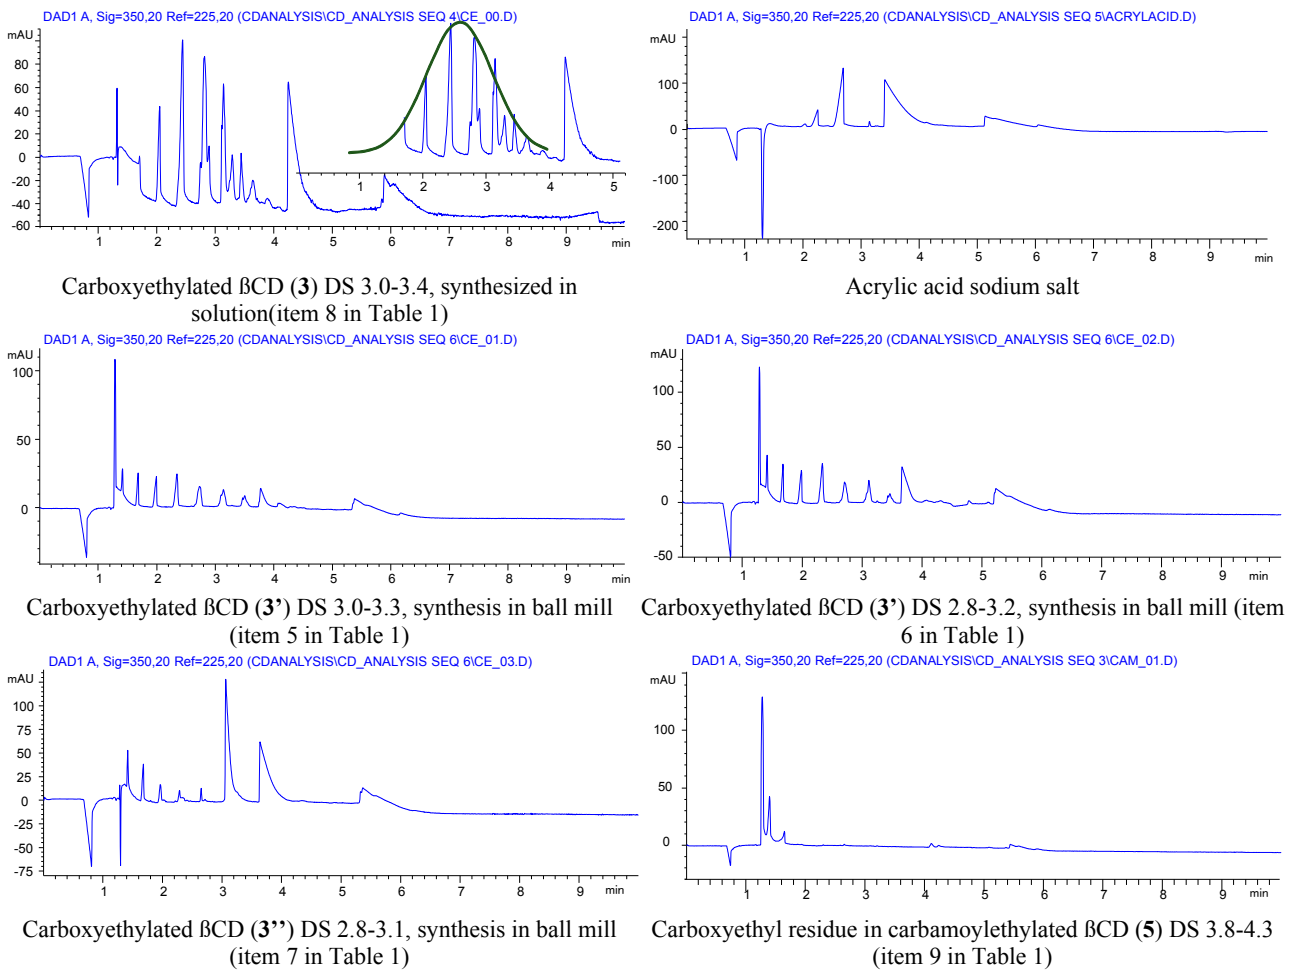 DAD1 A, Sig=350,20 Ref=225,20 (CDANALYSIS\CD_ANALYSIS SEQ 4\CE_00.D)
mAU
80
60
40
20
0
-20
-40
-60
1 2 3 4 5
1 2 3 4 5 6 7 8 9 min
Carboxyethylated ßCD (3) DS 3.0-3.4, synthesized in
solution(item 8 in Table 1)
DAD1 A, Sig=350,20 Ref=225,20 (CDANALYSIS\CD_ANALYSIS SEQ 5\ACRYLACID.D)
mAU
100
0
-100
-200
1 2 3 4 5 6 7 8 9 min
Acrylic acid sodium salt
DAD1 A, Sig=350,20 Ref=225,20 (CDANALYSIS\CD_ANALYSIS SEQ 6\CE_01.D)
mAU
100
50
0
1 2 3 4 5 6 7 8 9 min
Carboxyethylated ßCD (3’) DS 3.0-3.3, synthesis in ball mill
(item 5 in Table 1)
DAD1 A, Sig=350,20 Ref=225,20 (CDANALYSIS\CD_ANALYSIS SEQ 6\CE_02.D)
mAU
100
50
0
-50
1 2 3 4 5 6 7 8 9 min
Carboxyethylated ßCD (3’) DS 2.8-3.2, synthesis in ball mill (item
6 in Table 1)
DAD1 A, Sig=350,20 Ref=225,20 (CDANALYSIS\CD_ANALYSIS SEQ 6\CE_03.D)
mAU
100
75
50
25
0
-25
-50
-75
1 2 3 4 5 6 7 8 9 min
Carboxyethylated ßCD (3’’) DS 2.8-3.1, synthesis in ball mill
(item 7 in Table 1)
DAD1 A, Sig=350,20 Ref=225,20 (CDANALYSIS\CD_ANALYSIS SEQ 3\CAM_01.D)
mAU
100
50
0
1 2 3 4 5 6 7 8 9 min
Carboxyethyl residue in carbamoylethylated ßCD (5) DS 3.8-4.3
(item 9 in Table 1)